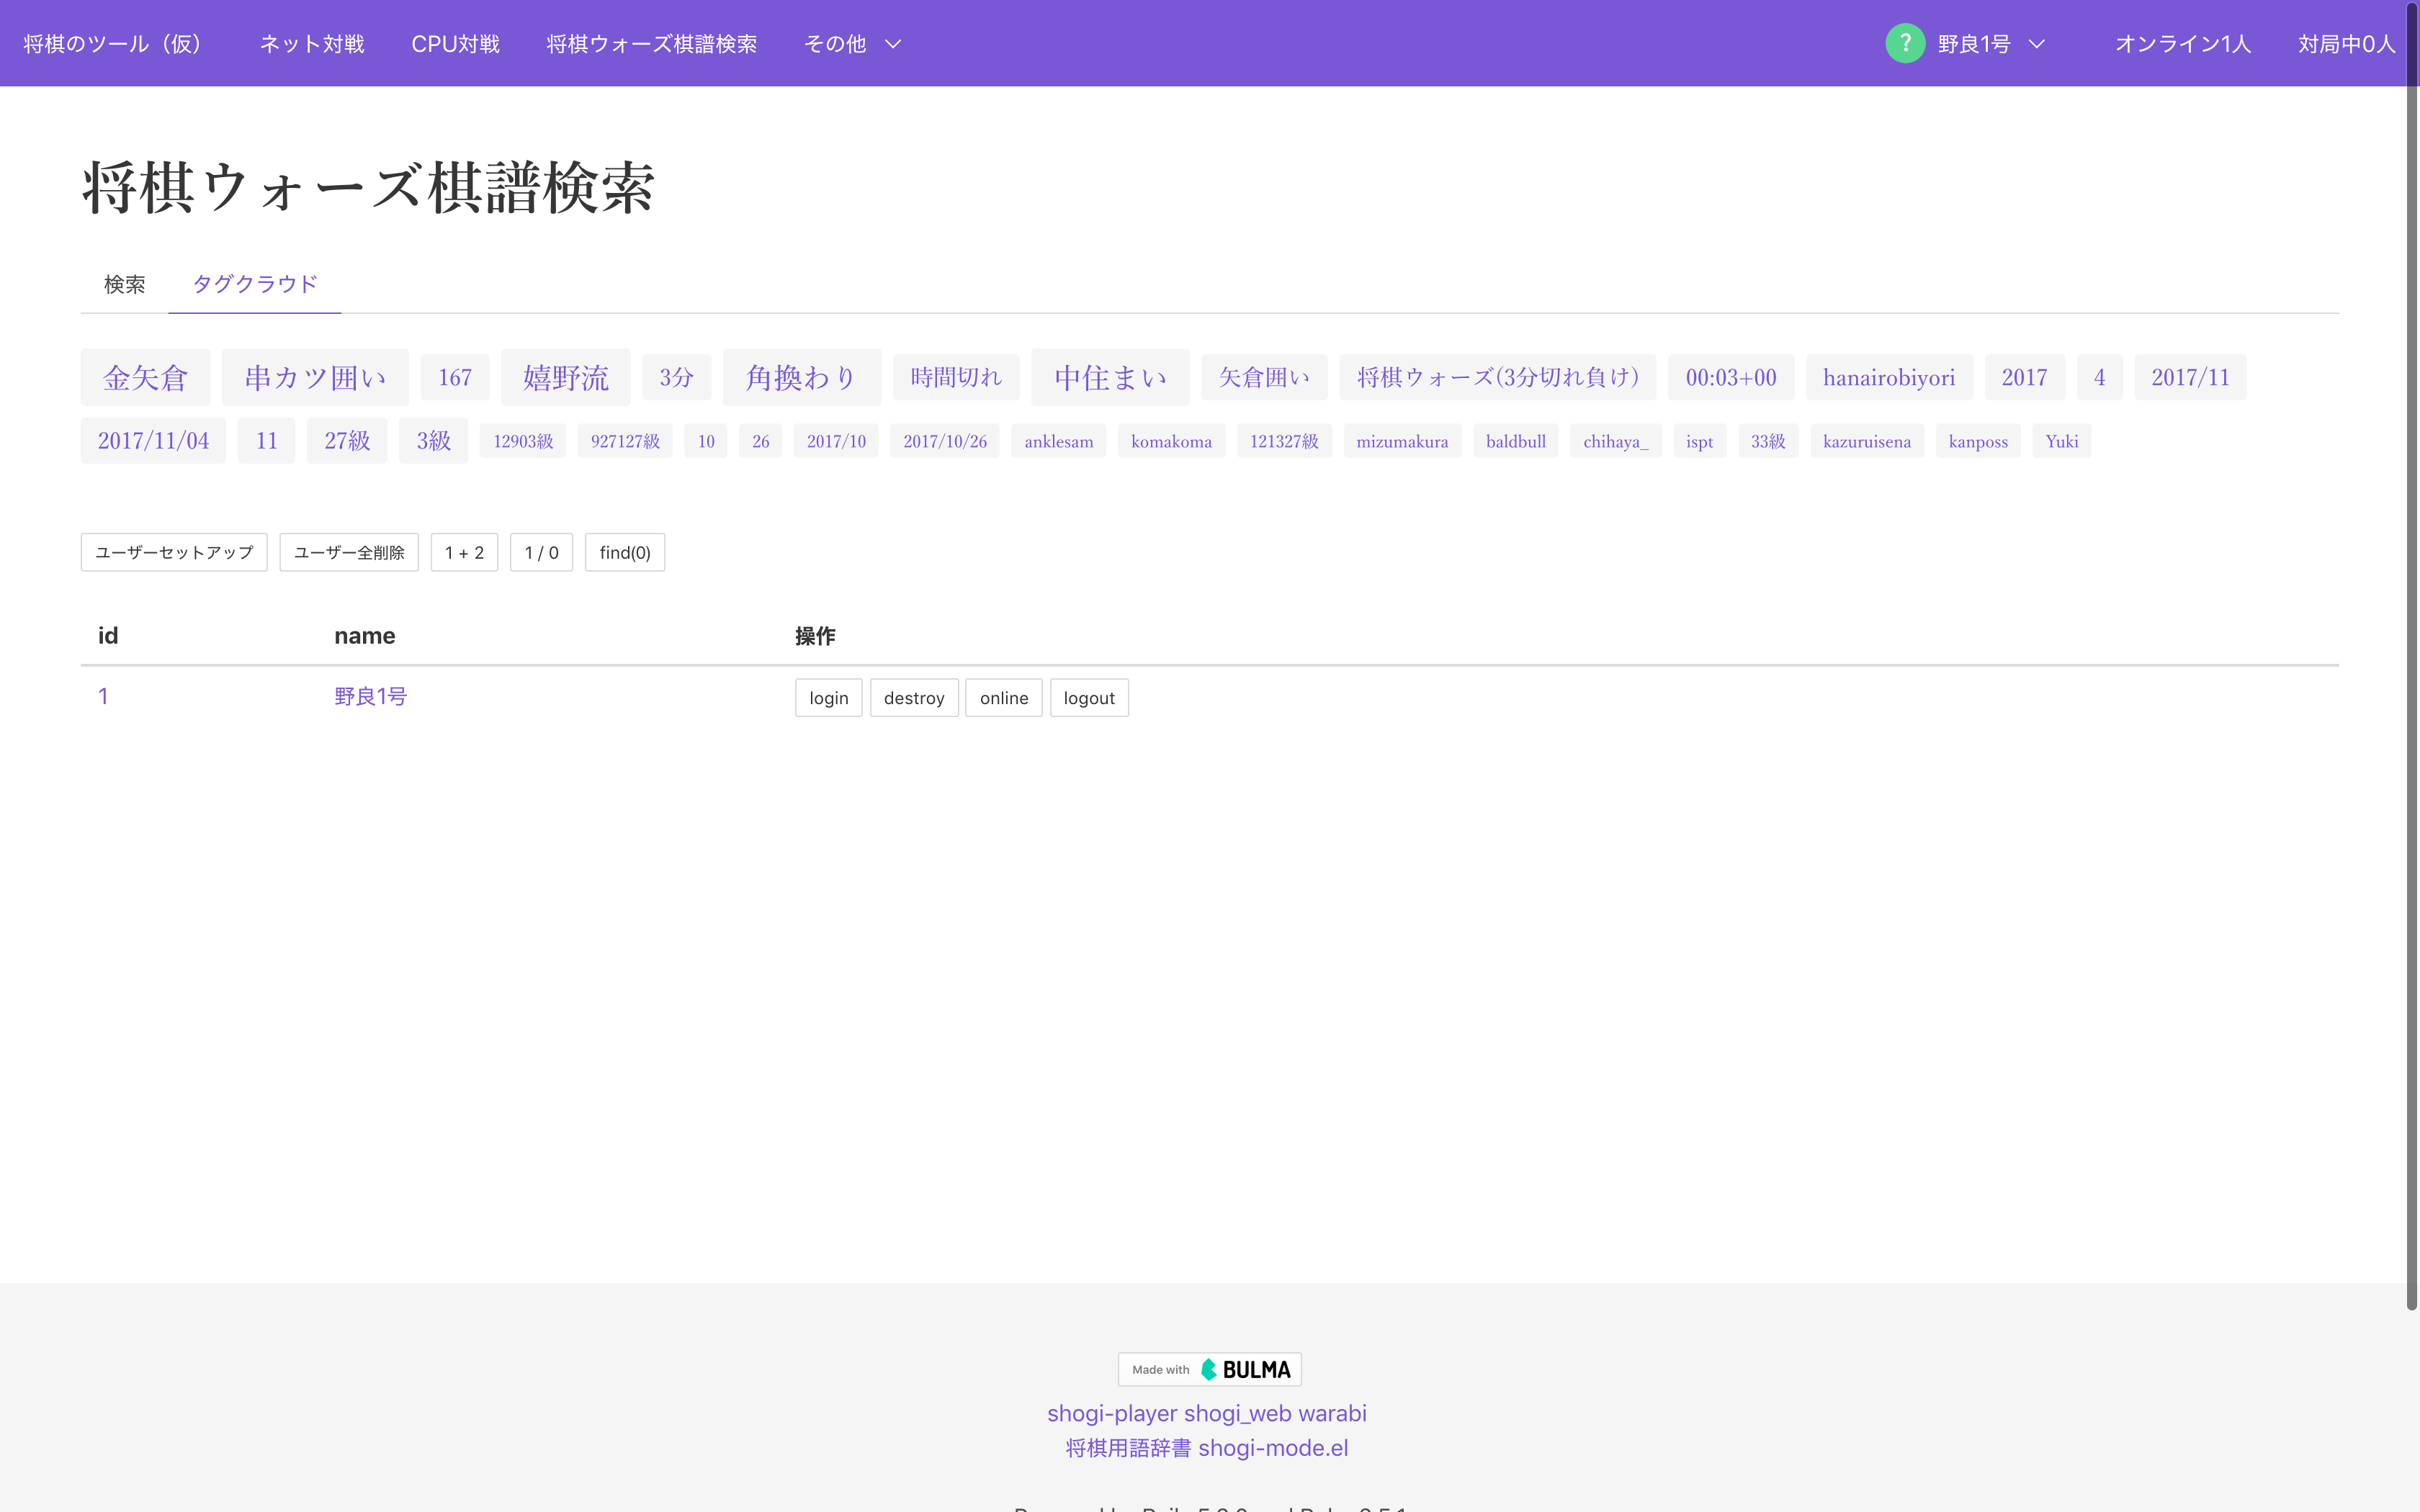 将棋のツール（仮） ネット対戦 CPU対戦 将棋ウォーズ棋譜検索 その他 ? 野良1号 オンライン1人 対局中0人
将棋ウォーズ棋譜検索
検索 タグクラウド
金矢倉 串カツ囲い 167 嬉野流 3分 角換わり 時間切れ 中住まい 矢倉囲い 将棋ウォーズ(3分切れ負け) 00:03+00 hanairobiyori 2017 4 2017/11
2017/11/04 11 27級 3級 12903級 927127級 10 26 2017/10 2017/10/26 anklesam komakoma 121327級 mizumakura baldbull chihaya_ ispt 33級 kazuruisena kanposs Yuki
ユーザーセットアップ ユーザー全削除 1 + 2 1 / 0 find(0)
id name 操作
1 野良1号 login destroy online logout
Made with BULMA
shogi-player shogi_web warabi
将棋用語辞書 shogi-mode.el